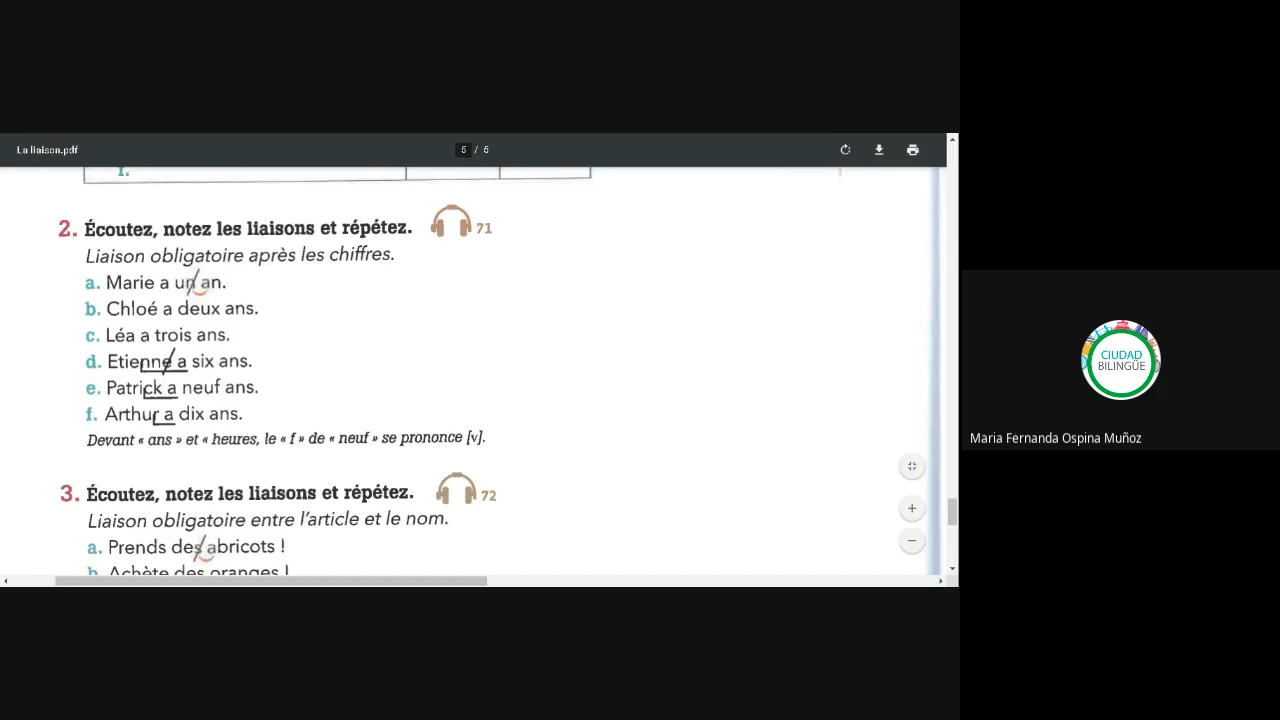 La liaison.pdf
5 / 6
f.
2. Écoutez, notez les liaisons et répétez. 71
Liaison obligatoire après les chiffres.
a. Marie a un an.
b. Chloé a deux ans.
c. Léa a trois ans.
d. Etienne a six ans.
e. Patrick a neuf ans.
f. Arthur a dix ans.
Devant « ans » et « heures, le « f » de « neuf » se prononce [v].
3. Écoutez, notez les liaisons et répétez. 72
Liaison obligatoire entre l'article et le nom.
a. Prends des abricots !
b. Achète des oranges !
CIUDAD
BILINGÜE
Maria Fernanda Ospina Muñoz